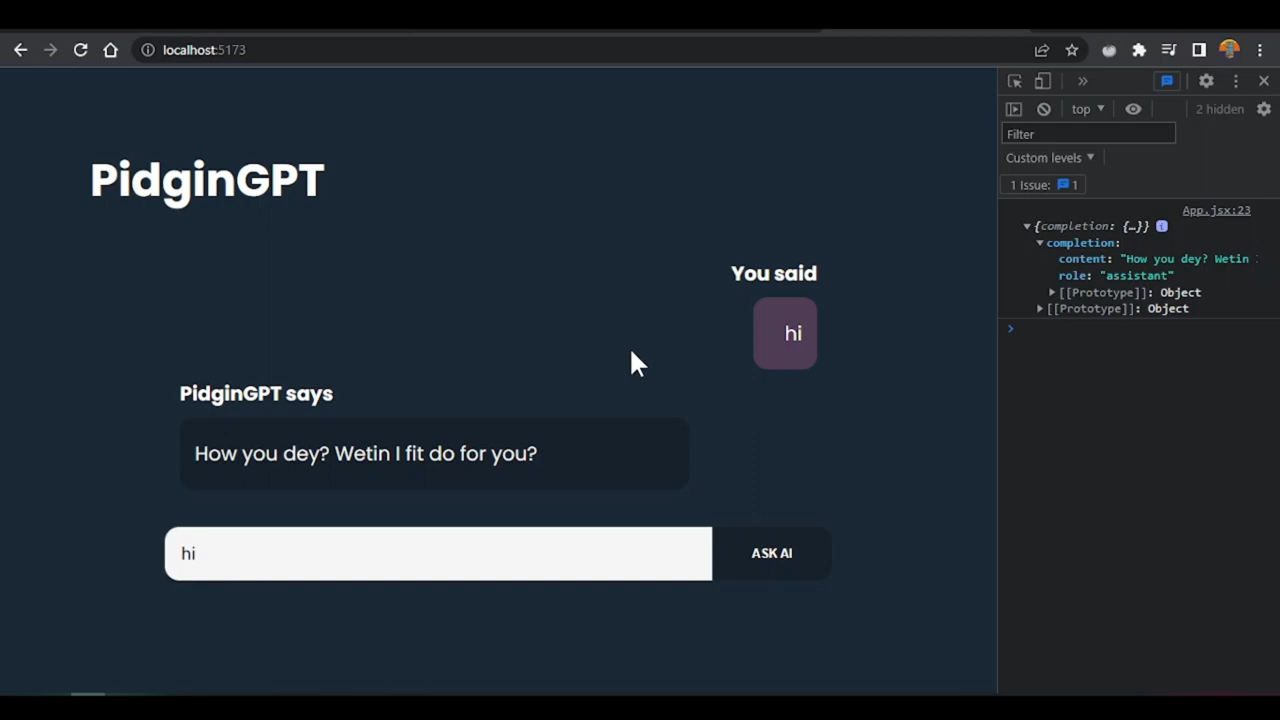 localhost:5173
PidginGPT
You said
hi
PidginGPT says
How you dey? Wetin I fit do for you?
hi
ASK AI
top
2 hidden
Filter
Custom levels
1 Issue: 1
App.jsx:23
{completion: {…}} i
completion:
content: "How you dey? Wetin
role: "assistant"
[[Prototype]]: Object
[[Prototype]]: Object